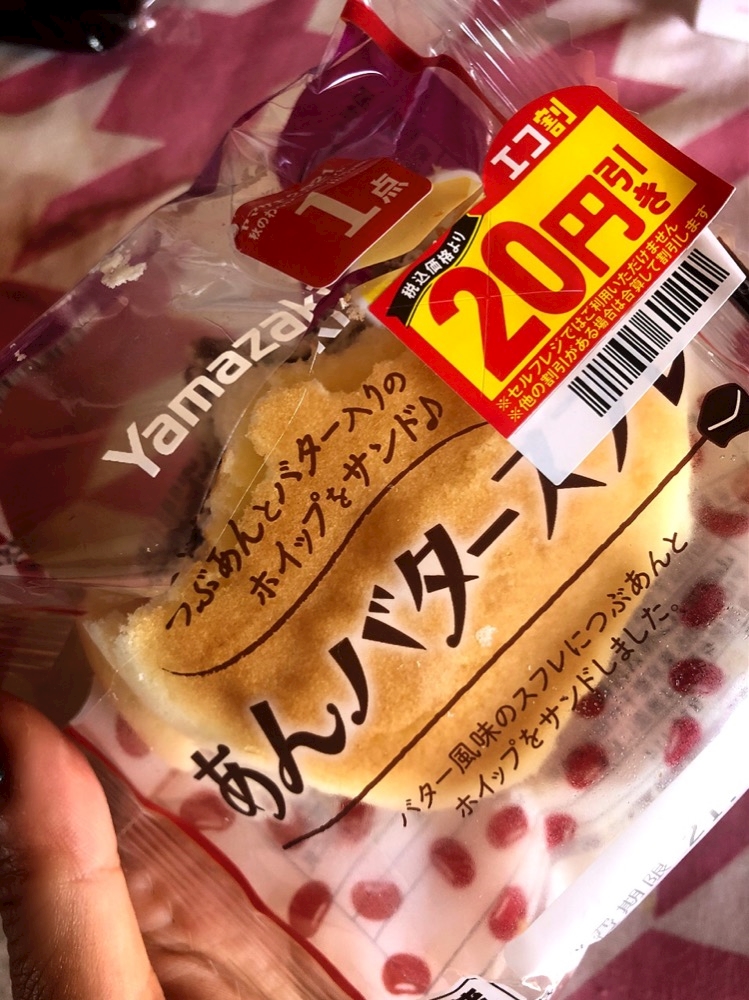 エコ割
税込価格より
20円引き
※セルフレジではご利用いただけません
※他の割引がある場合は合算して割引します
1点
Yamazaki
つぶあんとバター入りの
ホイップをサンド♪
あんバタースフレ
バター風味のスフレにつぶあんと
ホイップをサンドしました。
期限 21.